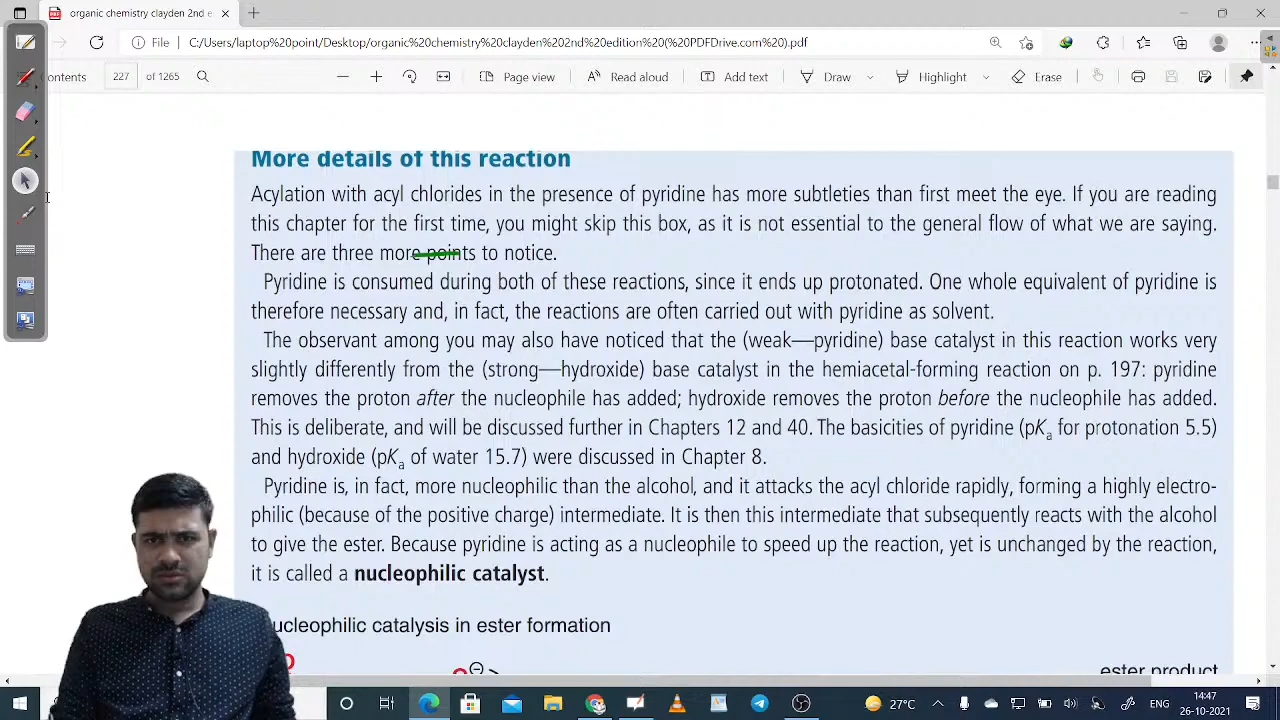 PDF organic chemistry clayden 2nd
File C:/Users/laptop%20point/Desktop/organic%20chemistry%20clayden%202nd%20edition%20(%20PDFDrive.com%20).pdf
ontents 227 of 1265 Page view Read aloud Add text Draw Highlight Erase
More details of this reaction
Acylation with acyl chlorides in the presence of pyridine has more subtleties than first meet the eye. If you are reading
this chapter for the first time, you might skip this box, as it is not essential to the general flow of what we are saying.
There are three more points to notice.
Pyridine is consumed during both of these reactions, since it ends up protonated. One whole equivalent of pyridine is
therefore necessary and, in fact, the reactions are often carried out with pyridine as solvent.
The observant among you may also have noticed that the (weak—pyridine) base catalyst in this reaction works very
slightly differently from the (strong—hydroxide) base catalyst in the hemiacetal-forming reaction on p. 197: pyridine
removes the proton after the nucleophile has added; hydroxide removes the proton before the nucleophile has added.
This is deliberate, and will be discussed further in Chapters 12 and 40. The basicities of pyridine (pKa for protonation 5.5)
and hydroxide (pKa of water 15.7) were discussed in Chapter 8.
Pyridine is, in fact, more nucleophilic than the alcohol, and it attacks the acyl chloride rapidly, forming a highly electro-
philic (because of the positive charge) intermediate. It is then this intermediate that subsequently reacts with the alcohol
to give the ester. Because pyridine is acting as a nucleophile to speed up the reaction, yet is unchanged by the reaction,
it is called a nucleophilic catalyst.
ucleophilic catalysis in ester formation
ester product
27°C ENG 14:47
26-10-2021